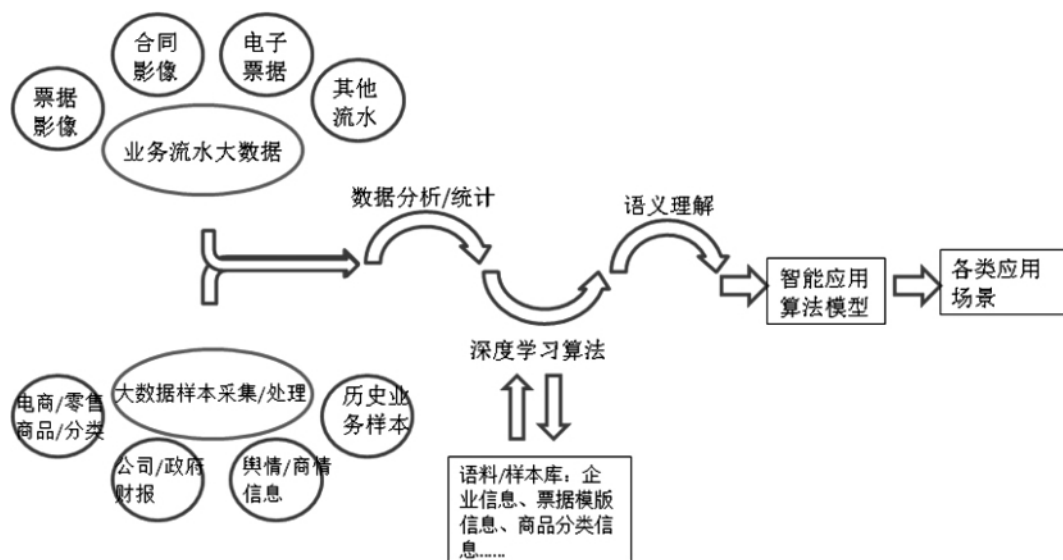 合同
影像
电子
票据
票据
影像
其他
流水
业务流水大数据
数据分析/统计
语义理解
智能应用
算法模型
各类应用
场景
深度学习算法
大数据样本采集/处理
电商/零售
商品/分类
历史业
务样本
公司/政府
财报
舆情/商情
信息
语料/样本库：企
业信息、票据模版
信息、商品分类信
息......